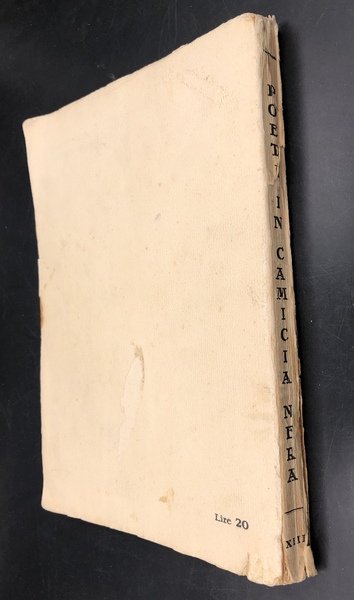 POETI IN CAMICIA NERA
XIII
Lire 20